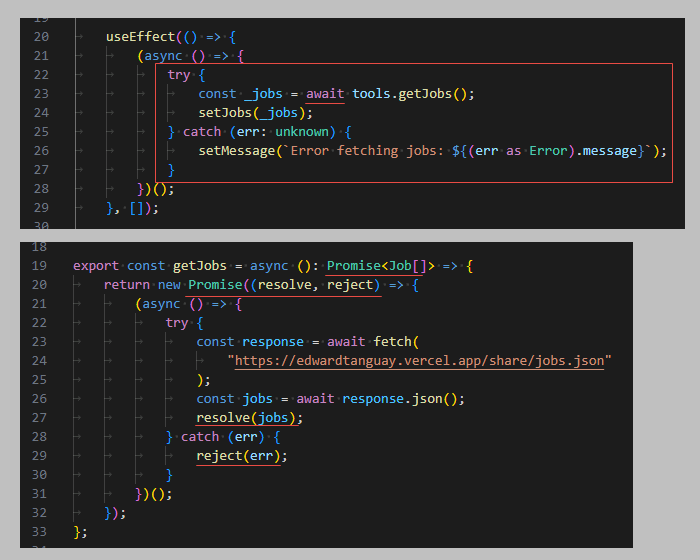 19
20 useEffect(() => {
21 (async () => {
22 try {
23 const _jobs = await tools.getJobs();
24 setJobs(_jobs);
25 } catch (err: unknown) {
26 setMessage(`Error fetching jobs: ${(err as Error).message}`);
27 }
28 })();
29 }, []);
30
18
19 export const getJobs = async (): Promise<Job[]> => {
20 return new Promise((resolve, reject) => {
21 (async () => {
22 try {
23 const response = await fetch(
24 "https://edwardtanguay.vercel.app/share/jobs.json"
25 );
26 const jobs = await response.json();
27 resolve(jobs);
28 } catch (err) {
29 reject(err);
30 }
31 })();
32 });
33 };